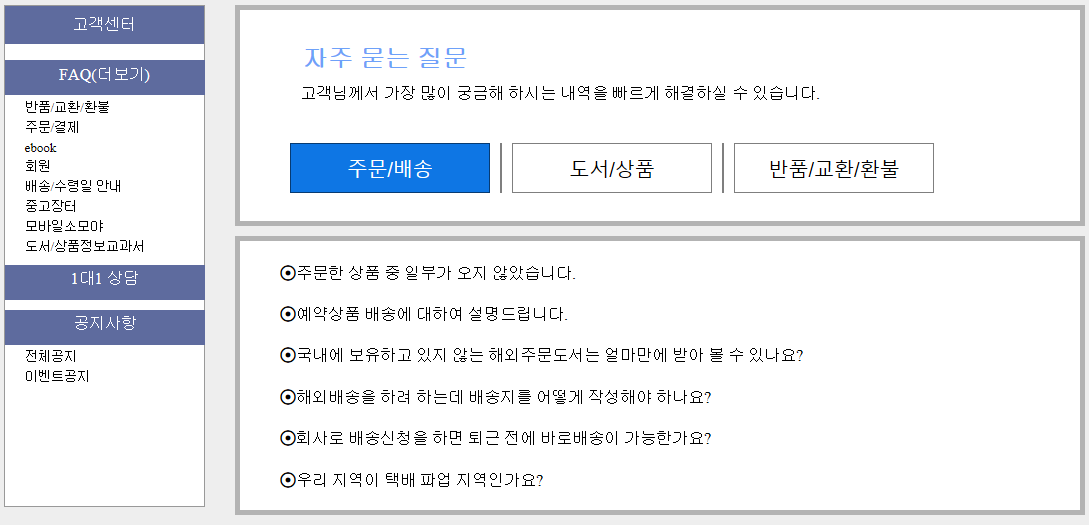 고객센터
FAQ(더보기)
반품/교환/환불
주문/결제
ebook
회원
배송/수령일 안내
중고장터
모바일소모야
도서/상품정보교과서
1대1 상담
공지사항
전체공지
이벤트공지
자주 묻는 질문
고객님께서 가장 많이 궁금해 하시는 내역을 빠르게 해결하실 수 있습니다.
주문/배송
도서/상품
반품/교환/환불
⊙주문한 상품 중 일부가 오지 않았습니다.
⊙예약상품 배송에 대하여 설명드립니다.
⊙국내에 보유하고 있지 않는 해외주문도서는 얼마만에 받아 볼 수 있나요?
⊙해외배송을 하려 하는데 배송지를 어떻게 작성해야 하나요?
⊙회사로 배송신청을 하면 퇴근 전에 바로배송이 가능한가요?
⊙우리 지역이 택배 파업 지역인가요?